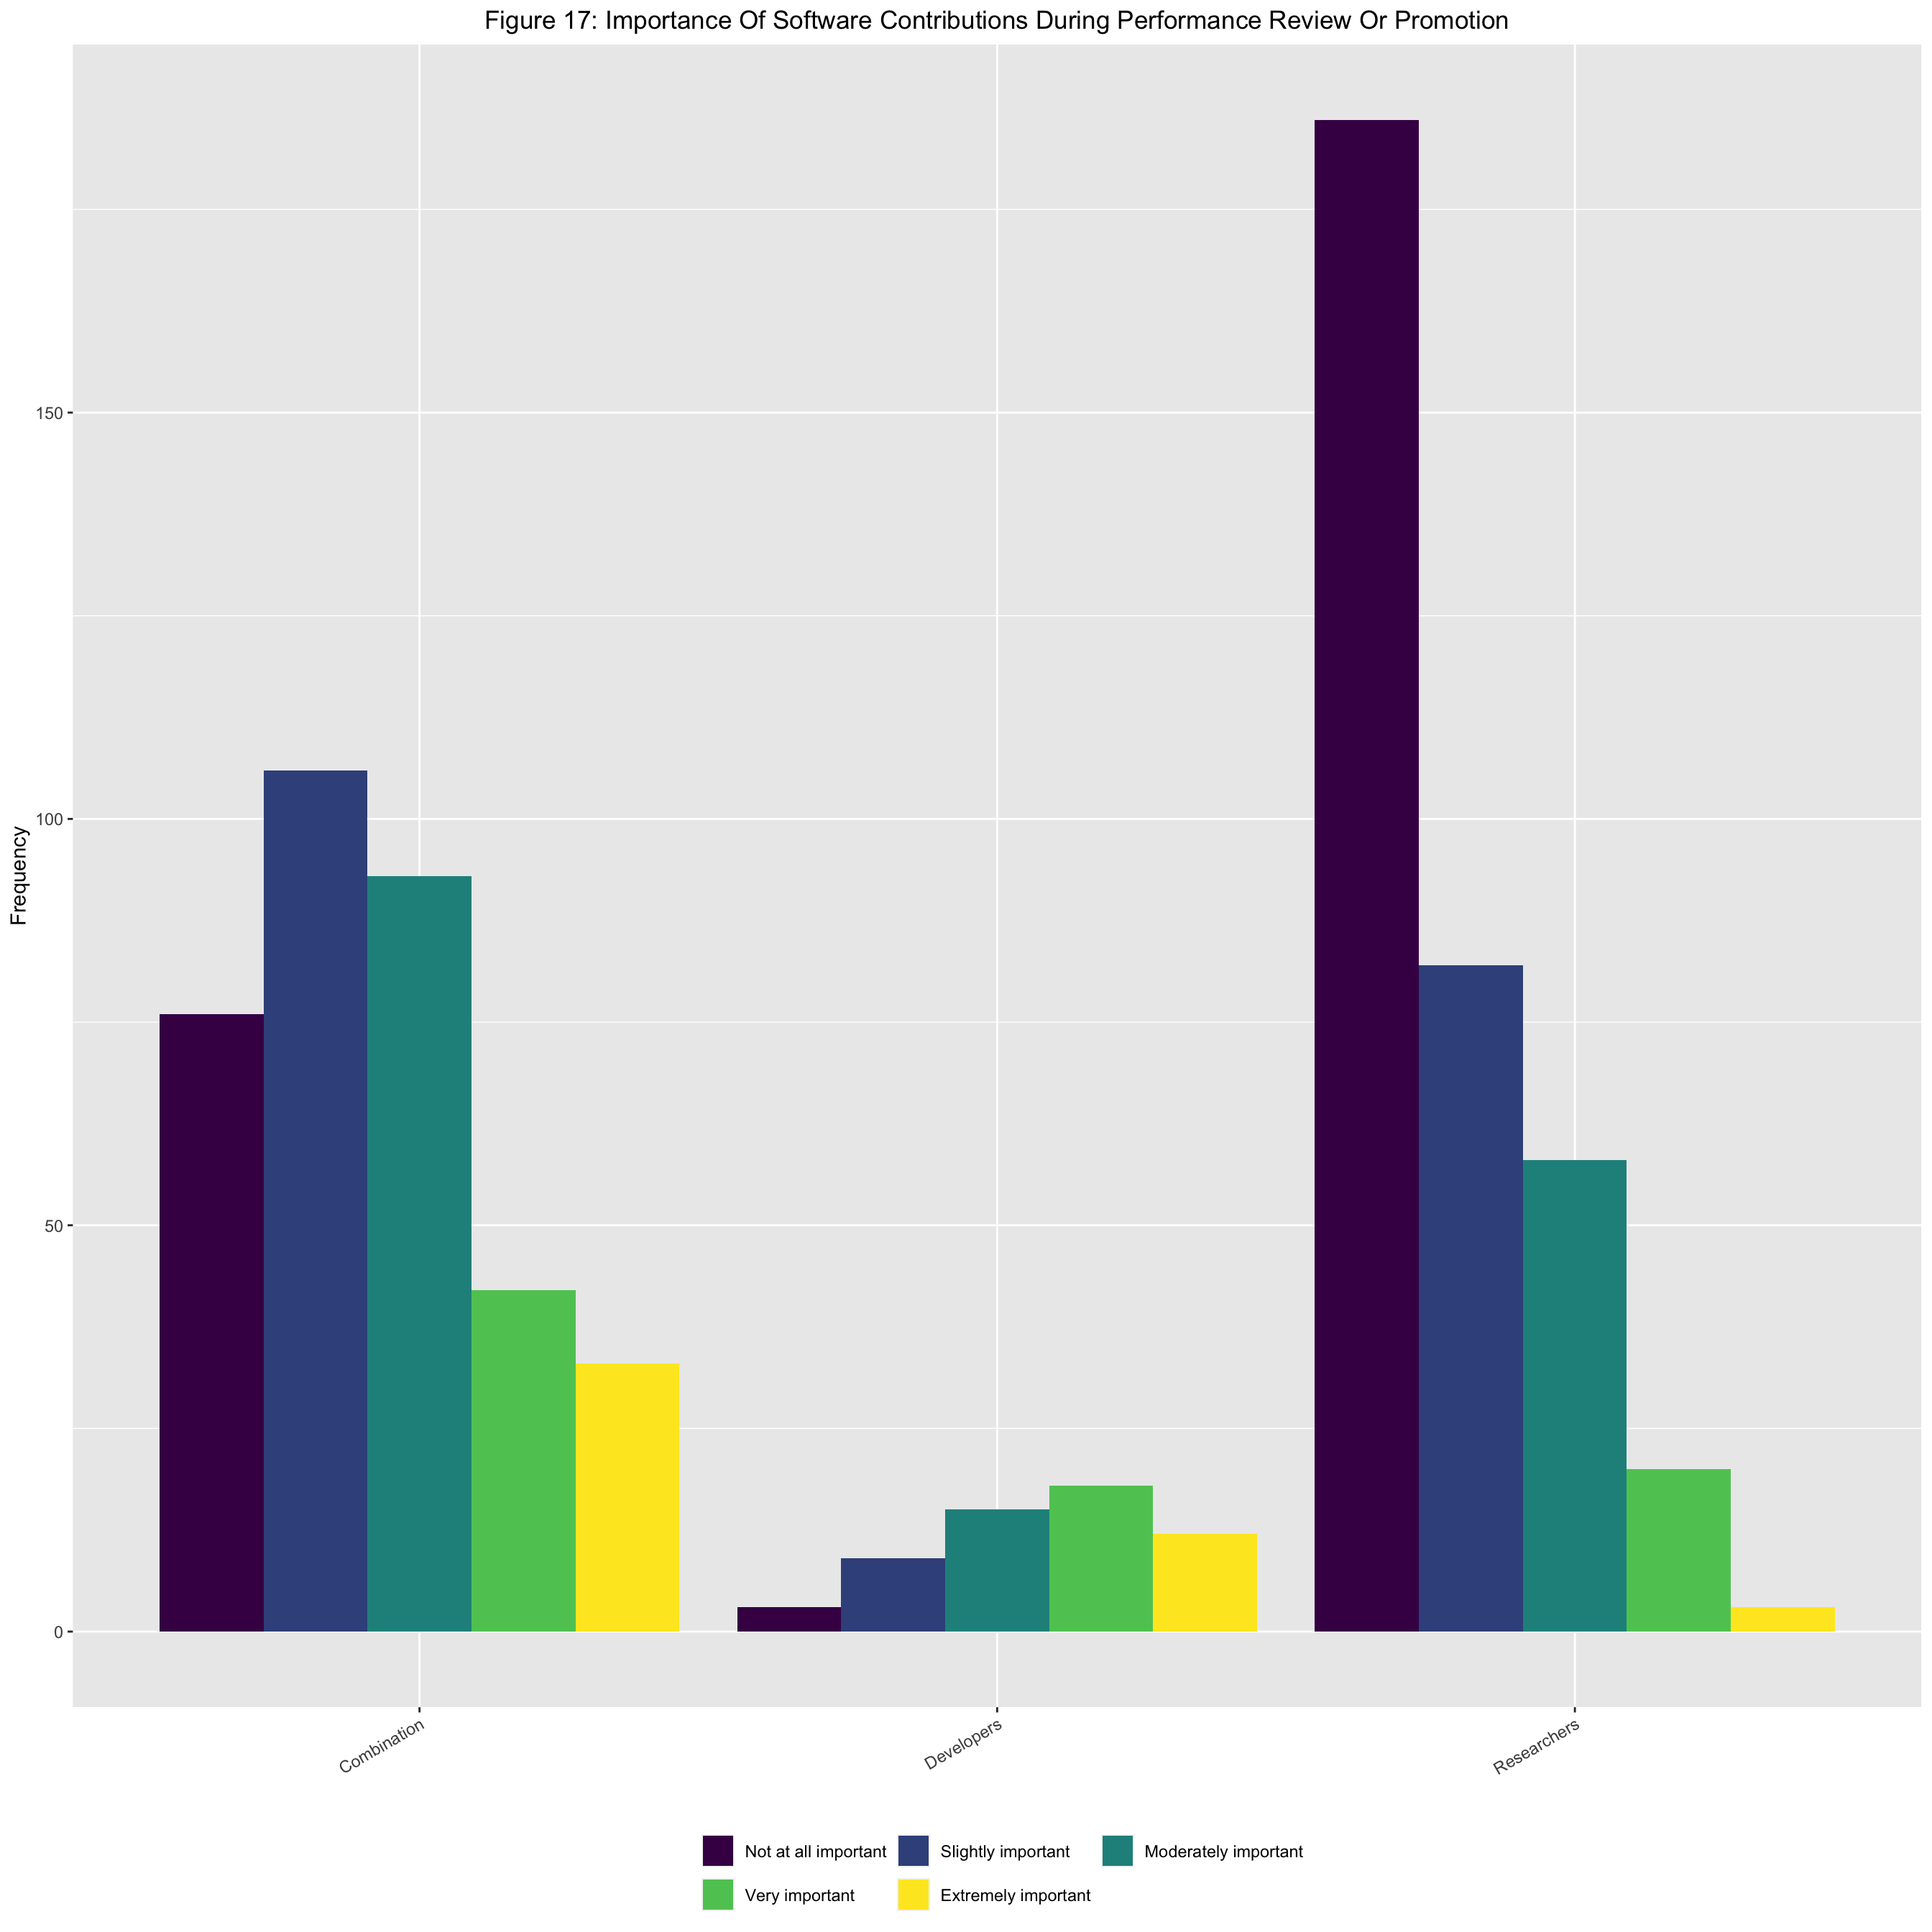 Figure 17: Importance Of Software Contributions During Performance Review Or Promotion
Frequency
150
100
50
0
Combination
Developers
Researchers
Not at all important
Slightly important
Moderately important
Very important
Extremely important